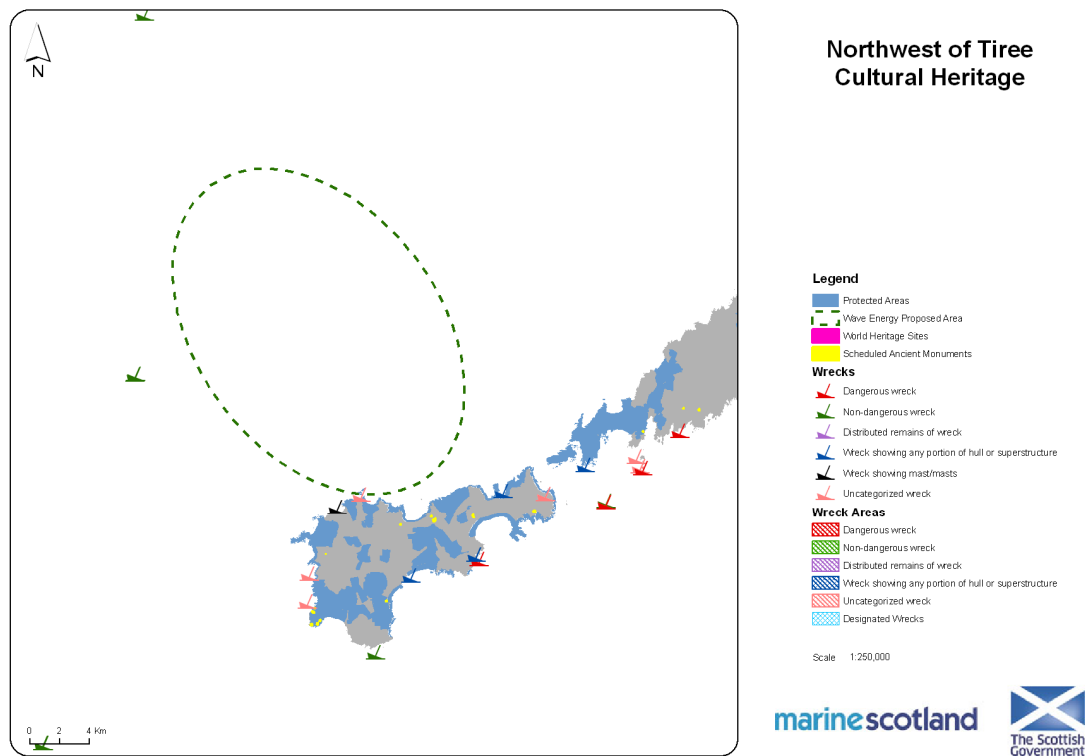 Northwest of Tiree
Cultural Heritage
N
Legend
Protected Areas
Wave Energy Proposed Area
World Heritage Sites
Scheduled Ancient Monuments
Wrecks
Dangerous wreck
Non-dangerous wreck
Distributed remains of wreck
Wreck showing any portion of hull or superstructure
Wreck showing mast/masts
Uncategorized wreck
Wreck Areas
Dangerous wreck
Non-dangerous wreck
Distributed remains of wreck
Wreck showing any portion of hull or superstructure
Uncategorized wreck
Designated Wrecks
Scale 1:250,000
0 2 4 Km
marinescotland
The Scottish
Government